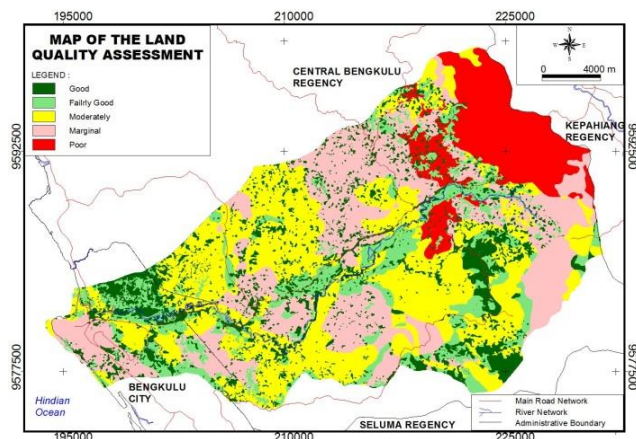 195000
210000
225000
MAP OF THE LAND
QUALITY ASSESSMENT
LEGEND :
Good
Failrly Good
Moderately
Marginal
Poor
CENTRAL BENGKULU
REGENCY
N
W
E
S
0
4000 m
KEPAHIANG
REGENCY
9592500
9592500
9577500
9577500
BENGKULU
CITY
Hindian
Ocean
SELUMA REGENCY
Main Road Network
River Network
Administrative Boundary
195000
210000
225000